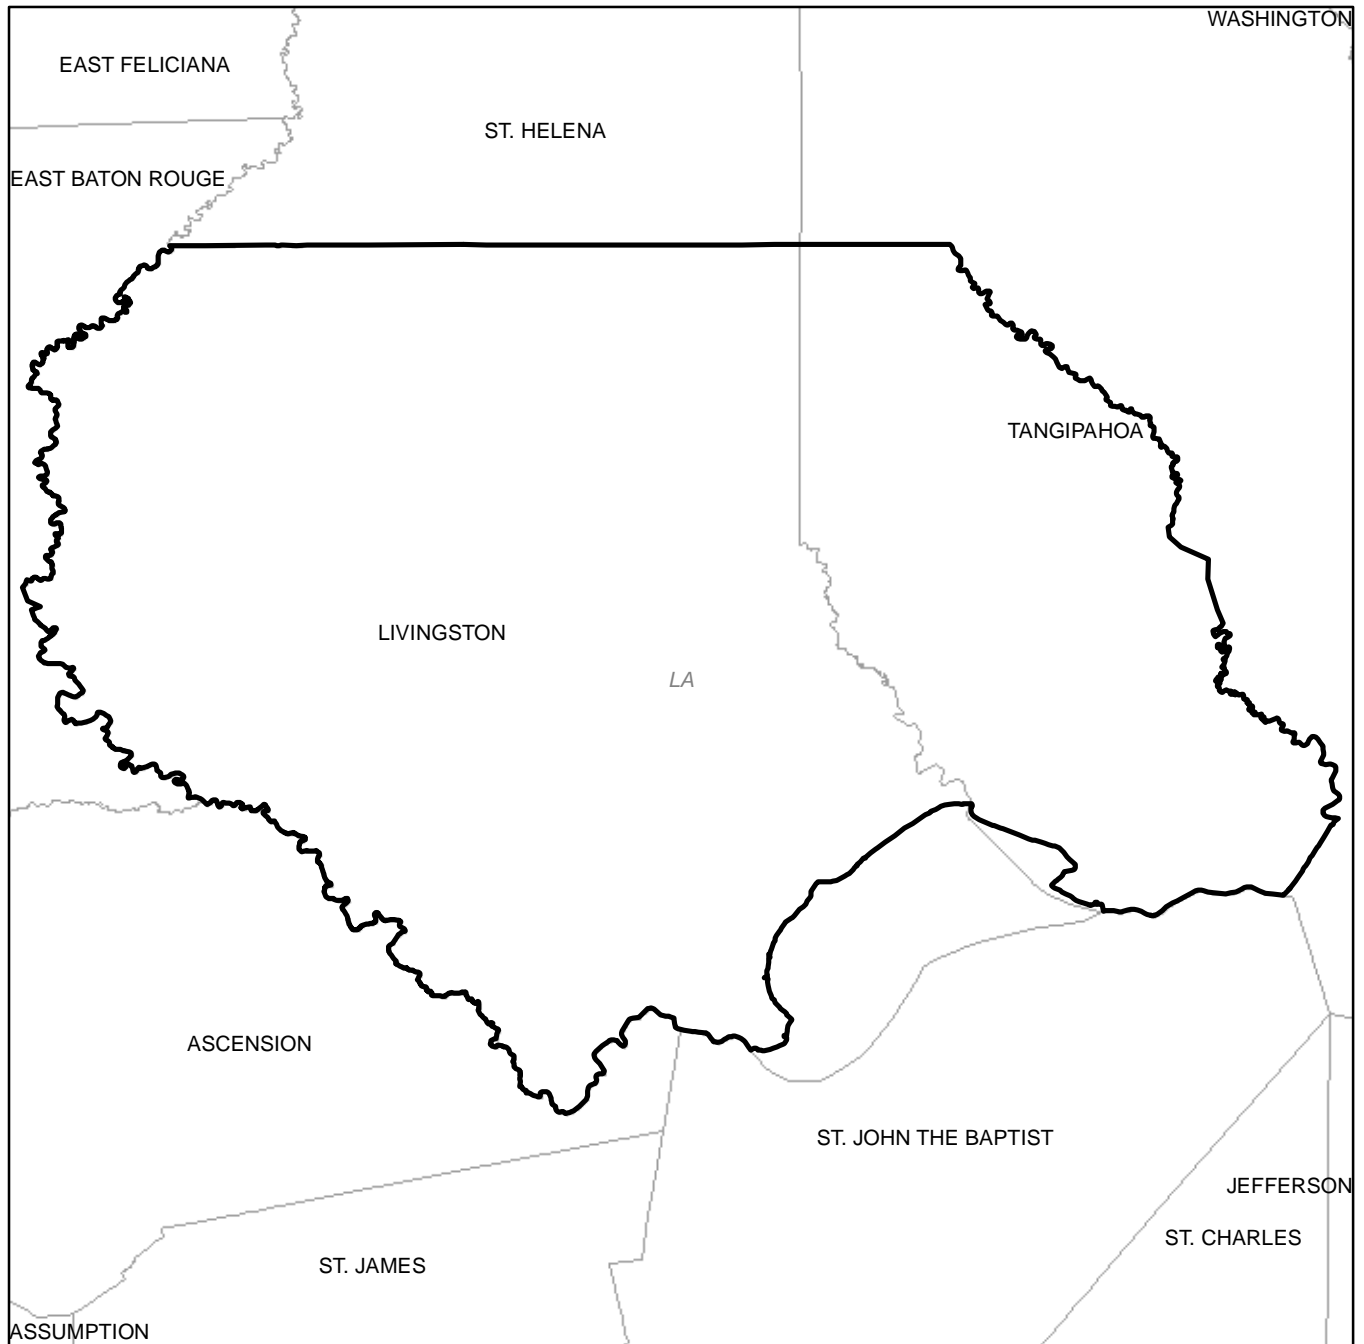 WASHINGTON
EAST FELICIANA
ST. HELENA
EAST BATON ROUGE
TANGIPAHOA
LIVINGSTON
LA
ASCENSION
ST. JOHN THE BAPTIST
JEFFERSON
ST. CHARLES
ST. JAMES
ASSUMPTION